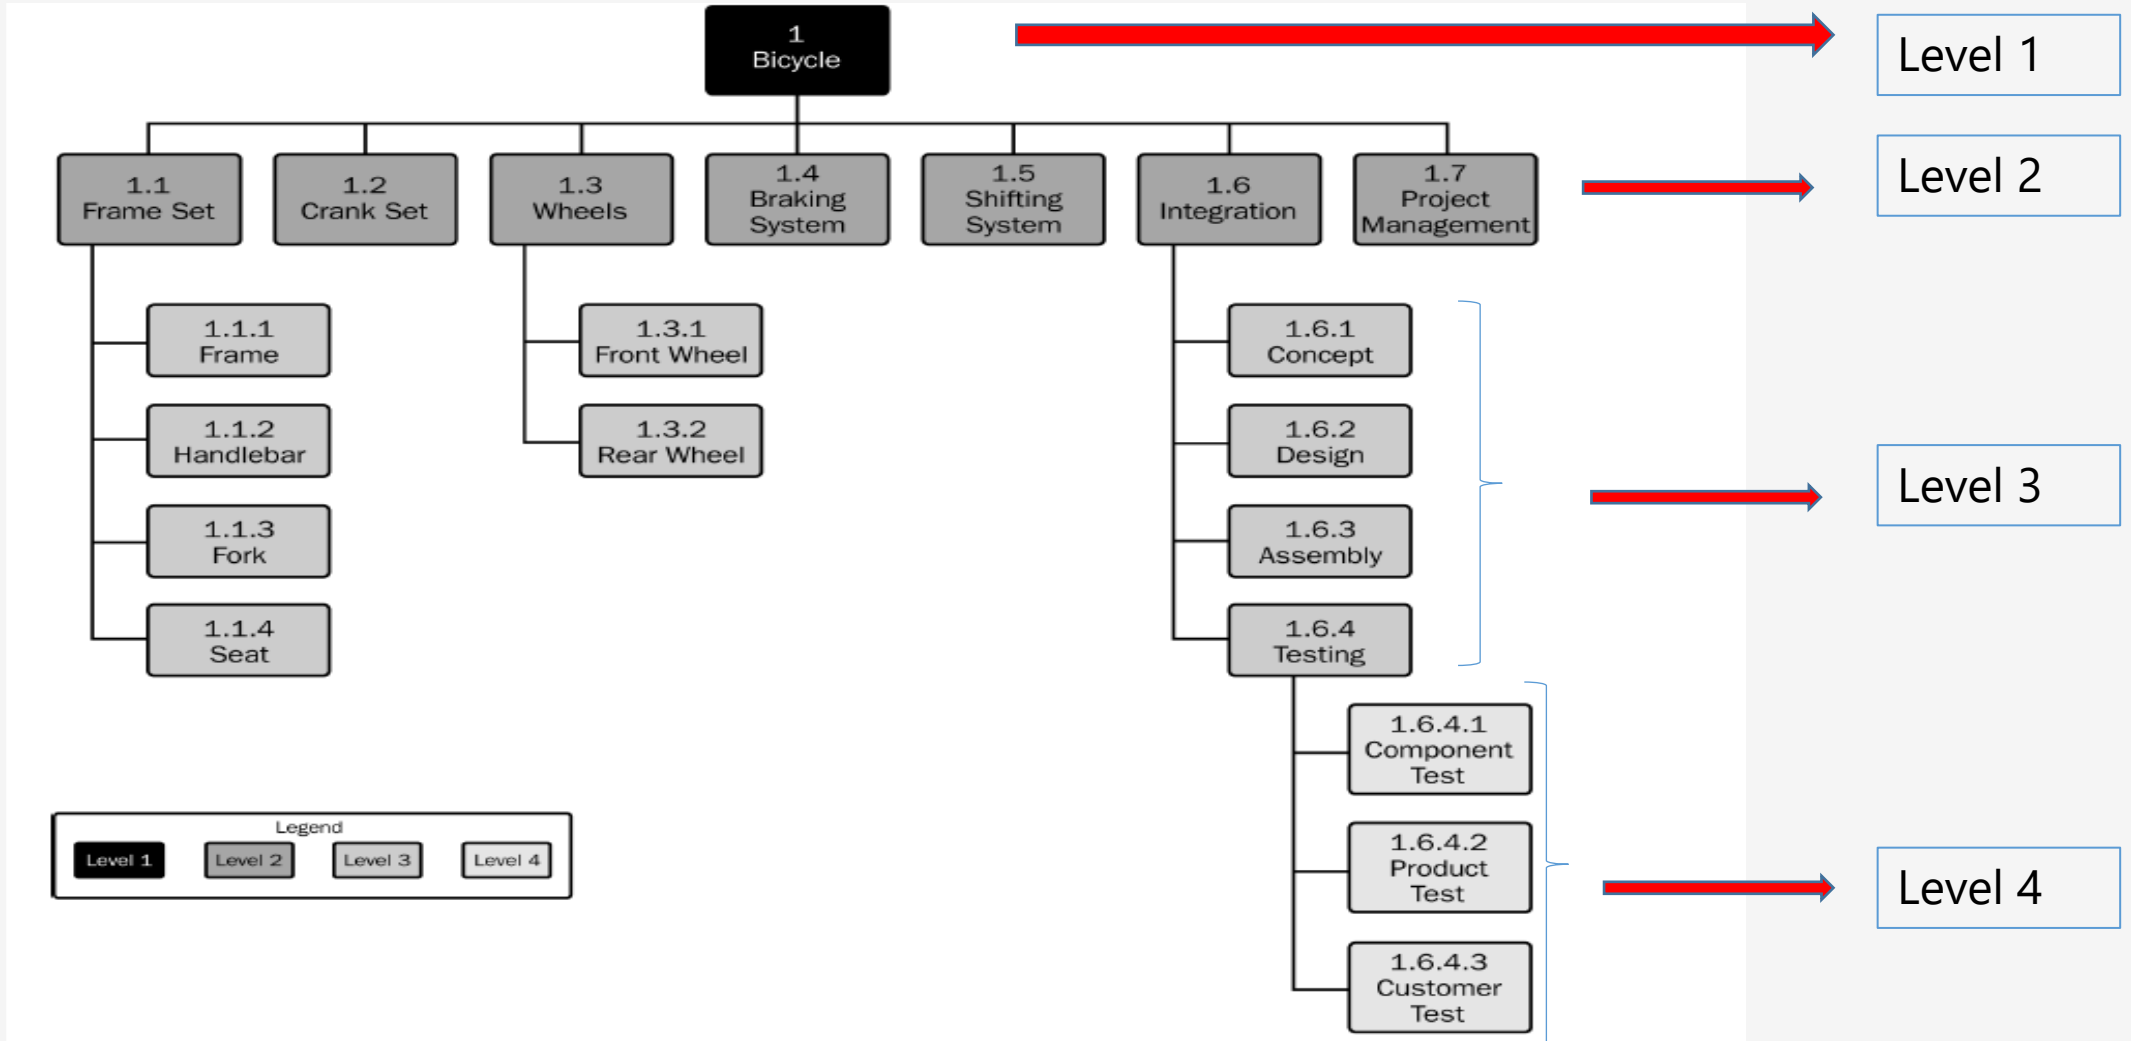 1
Bicycle
Level 1
1.1
Frame Set
1.2
Crank Set
1.3
Wheels
1.4
Braking
System
1.5
Shifting
System
1.6
Integration
1.7
Project
Management
Level 2
1.1.1
Frame
1.1.2
Handlebar
1.1.3
Fork
1.1.4
Seat
1.3.1
Front Wheel
1.3.2
Rear Wheel
1.6.1
Concept
1.6.2
Design
1.6.3
Assembly
1.6.4
Testing
Level 3
1.6.4.1
Component
Test
1.6.4.2
Product
Test
1.6.4.3
Customer
Test
Level 4
Legend
Level 1
Level 2
Level 3
Level 4